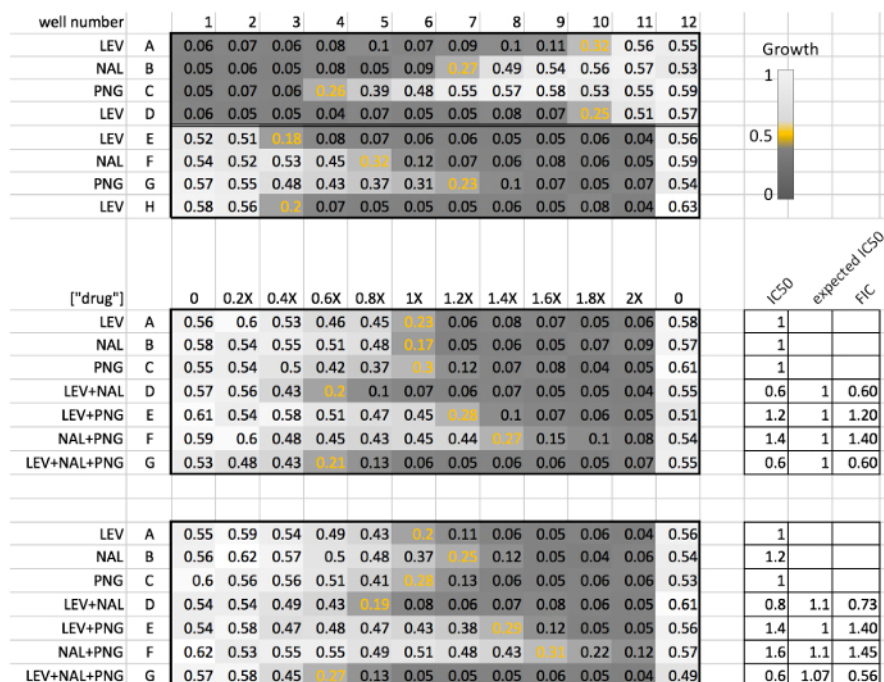 well number 1 2 3 4 5 6 7 8 9 10 11 12
LEV A 0.06 0.07 0.06 0.08 0.1 0.07 0.09 0.1 0.11 0.32 0.56 0.55
NAL B 0.05 0.06 0.05 0.08 0.05 0.09 0.27 0.49 0.54 0.56 0.57 0.53
PNG C 0.05 0.07 0.06 0.26 0.39 0.48 0.55 0.57 0.58 0.53 0.55 0.59
LEV D 0.06 0.05 0.05 0.04 0.07 0.05 0.05 0.08 0.07 0.25 0.51 0.57
LEV E 0.52 0.51 0.18 0.08 0.07 0.06 0.06 0.05 0.05 0.06 0.04 0.56
NAL F 0.54 0.52 0.53 0.45 0.32 0.12 0.07 0.06 0.08 0.06 0.05 0.59
PNG G 0.57 0.55 0.48 0.43 0.37 0.31 0.23 0.1 0.07 0.05 0.07 0.54
LEV H 0.58 0.56 0.2 0.07 0.05 0.05 0.05 0.06 0.05 0.08 0.04 0.63
Growth
1
0.5
0
["drug"] 0 0.2X 0.4X 0.6X 0.8X 1X 1.2X 1.4X 1.6X 1.8X 2X 0 IC50 expected IC50 FIC
LEV A 0.56 0.6 0.53 0.46 0.45 0.23 0.06 0.08 0.07 0.05 0.06 0.58 1
NAL B 0.58 0.54 0.55 0.51 0.48 0.17 0.05 0.06 0.05 0.07 0.09 0.57 1
PNG C 0.55 0.54 0.5 0.42 0.37 0.3 0.12 0.07 0.08 0.04 0.05 0.61 1
LEV+NAL D 0.57 0.56 0.43 0.2 0.1 0.07 0.06 0.07 0.05 0.05 0.04 0.55 0.6 1 0.60
LEV+PNG E 0.61 0.54 0.58 0.51 0.47 0.45 0.28 0.1 0.07 0.06 0.05 0.51 1.2 1 1.20
NAL+PNG F 0.59 0.6 0.48 0.45 0.43 0.45 0.44 0.27 0.15 0.1 0.08 0.54 1.4 1 1.40
LEV+NAL+PNG G 0.53 0.48 0.43 0.21 0.13 0.06 0.05 0.06 0.06 0.05 0.07 0.55 0.6 1 0.60
LEV A 0.55 0.59 0.54 0.49 0.43 0.2 0.11 0.06 0.05 0.06 0.04 0.56 1
NAL B 0.56 0.62 0.57 0.5 0.48 0.37 0.25 0.12 0.05 0.04 0.06 0.54 1.2
PNG C 0.6 0.56 0.56 0.51 0.41 0.28 0.13 0.06 0.05 0.06 0.06 0.53 1
LEV+NAL D 0.54 0.54 0.49 0.43 0.19 0.08 0.06 0.07 0.08 0.06 0.05 0.61 0.8 1.1 0.73
LEV+PNG E 0.54 0.58 0.47 0.48 0.47 0.43 0.38 0.29 0.12 0.05 0.05 0.56 1.4 1 1.40
NAL+PNG F 0.62 0.53 0.55 0.55 0.49 0.51 0.48 0.43 0.31 0.22 0.12 0.57 1.6 1.1 1.45
LEV+NAL+PNG G 0.57 0.58 0.45 0.27 0.13 0.05 0.05 0.05 0.06 0.05 0.04 0.49 0.6 1.07 0.56